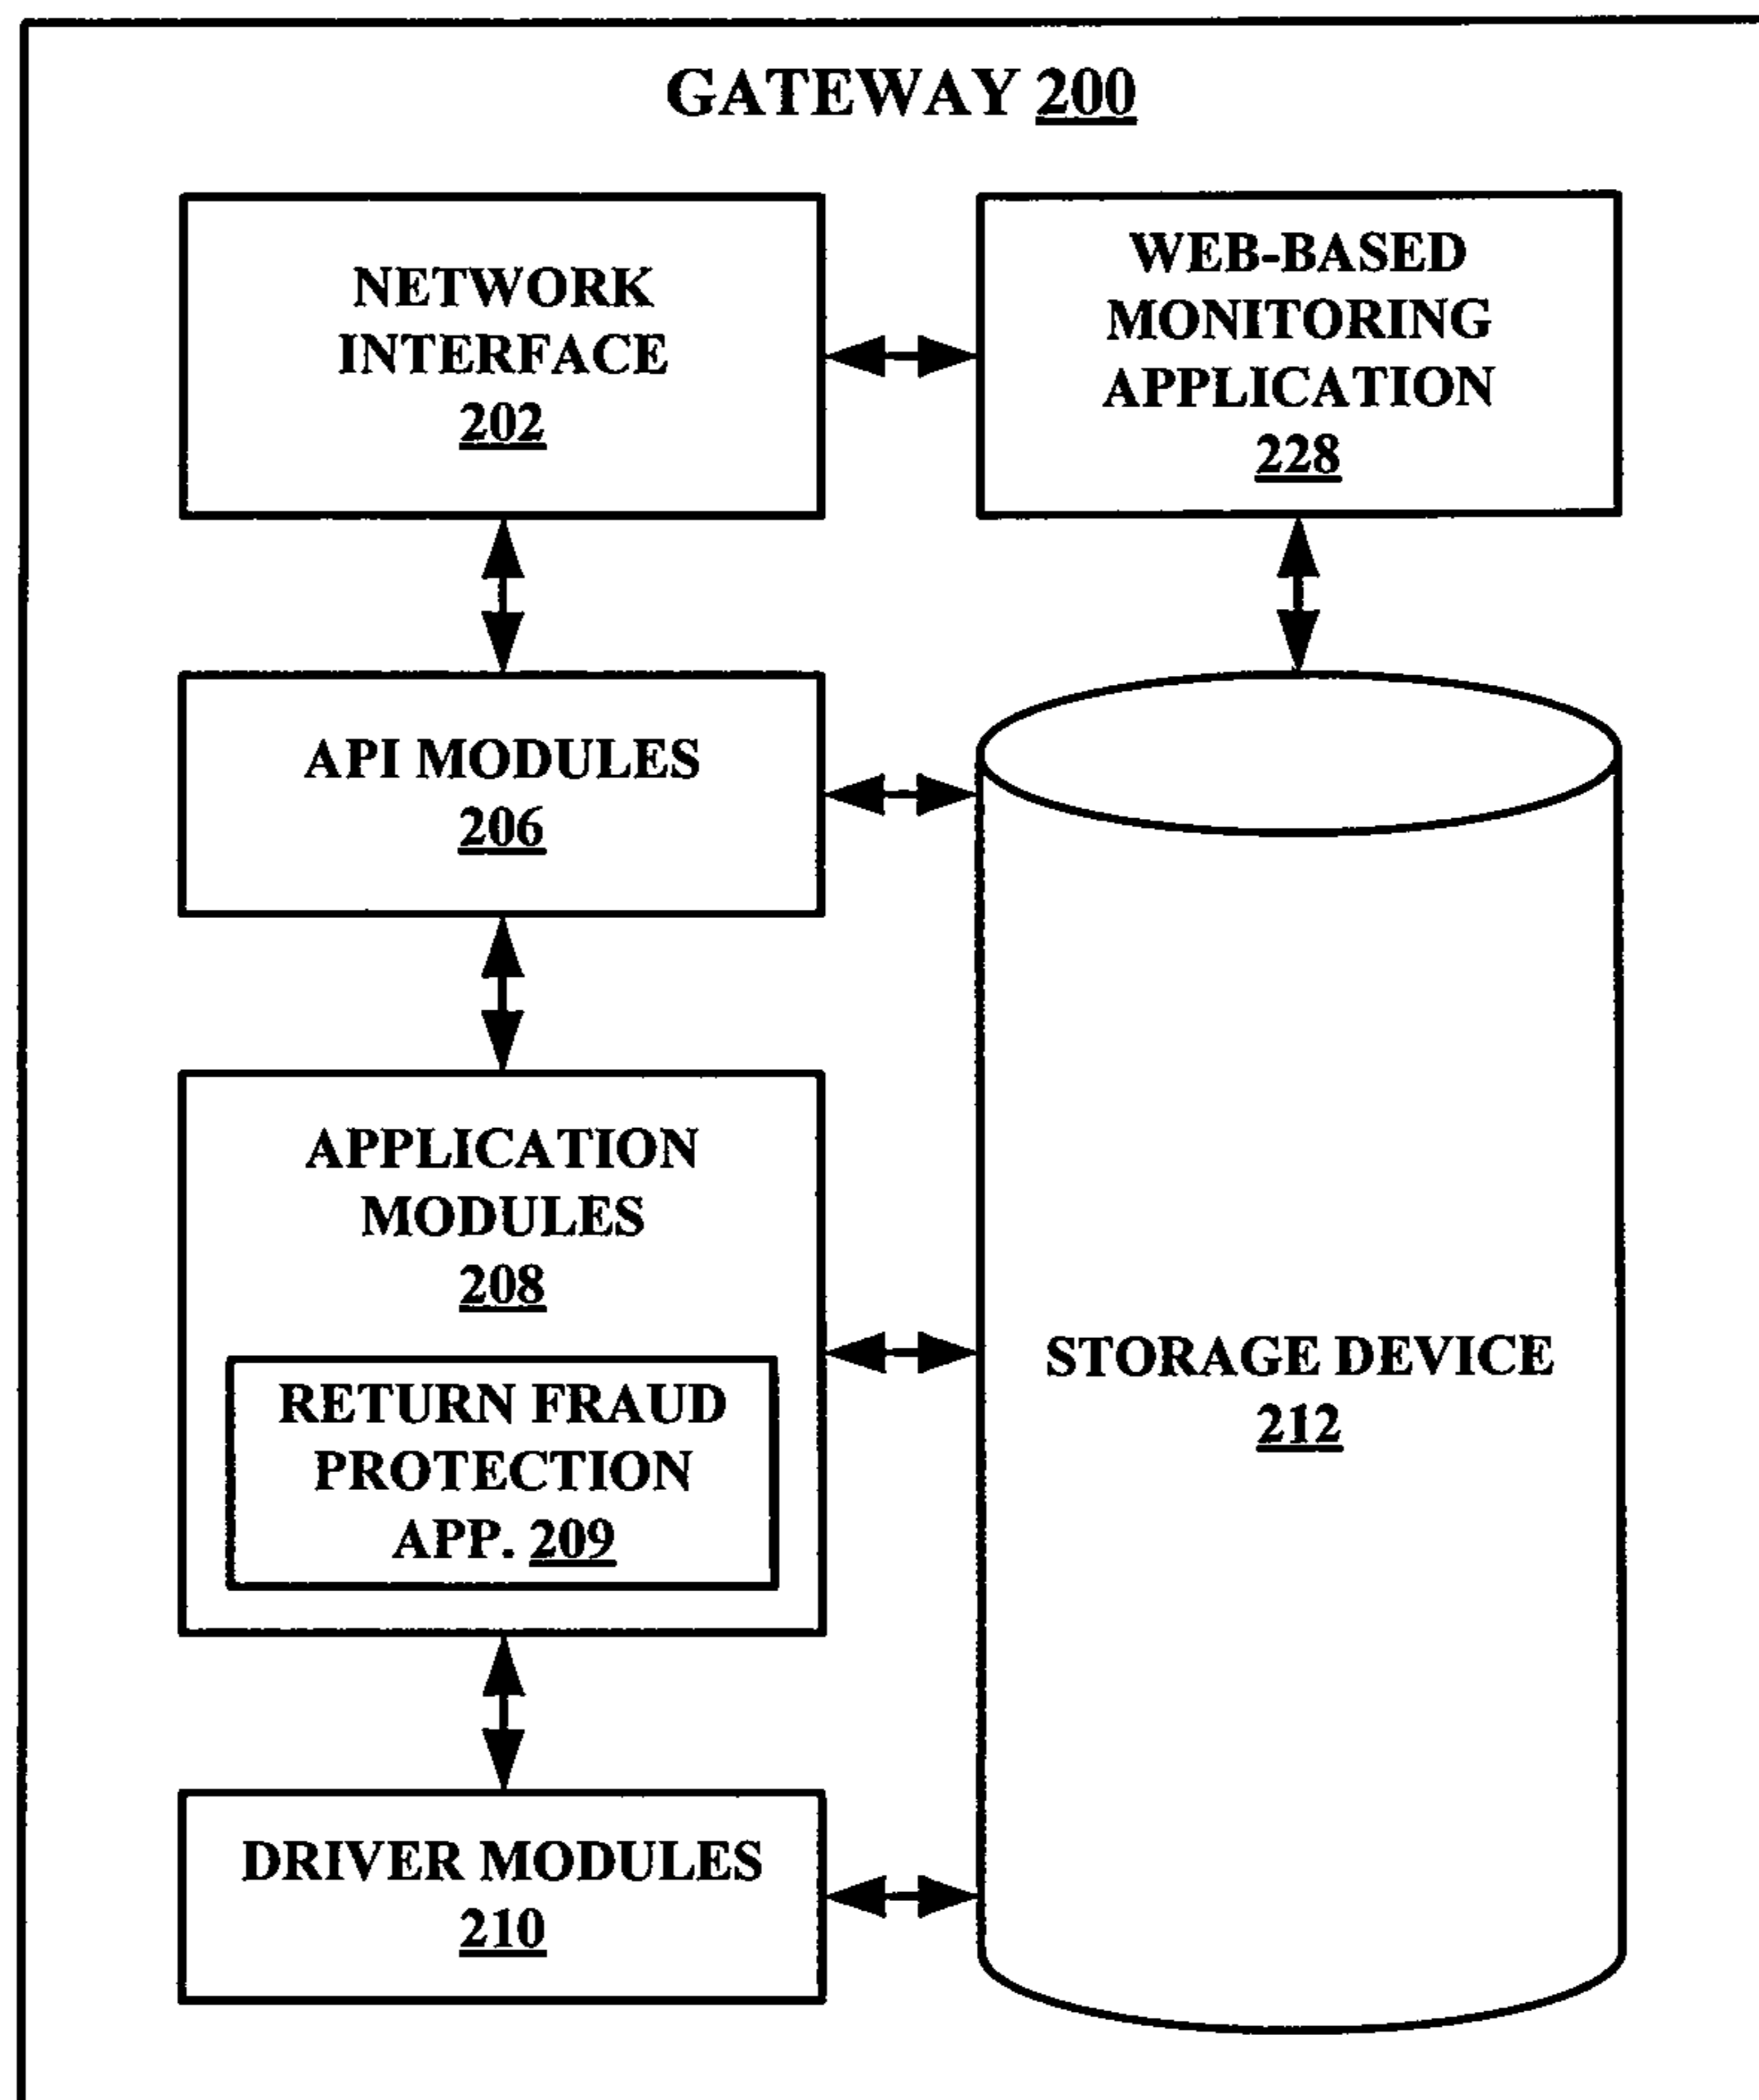 GATEWAY 200
NETWORK
INTERFACE
202
WEB-BASED
MONITORING
APPLICATION
228
API MODULES
206
APPLICATION
MODULES
208
RETURN FRAUD
PROTECTION
APP. 209
STORAGE DEVICE
212
DRIVER MODULES
210